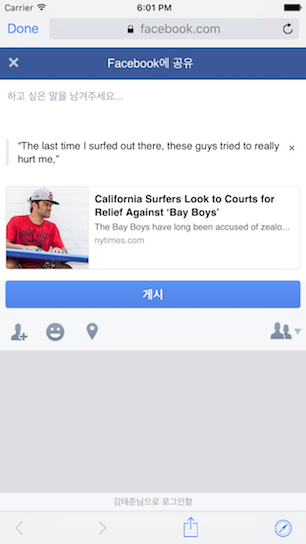 Carrier 6:01 PM
Done facebook.com
Facebook에 공유
하고 싶은 말을 남겨주세요...
“The last time I surfed out there, these guys tried to really
hurt me,”
California Surfers Look to Courts for
Relief Against ‘Bay Boys’
The Bay Boys have long been accused of zealo...
nytimes.com
게시
김태준님으로 로그인함